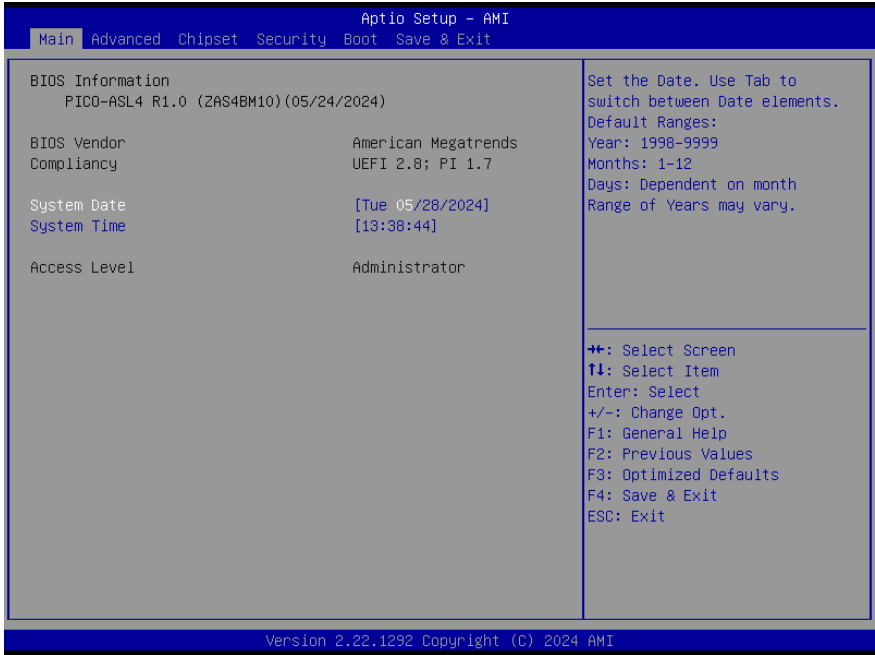 Aptio Setup – AMI
Main Advanced Chipset Security Boot Save & Exit
BIOS Information
PICO-ASL4 R1.0 (ZAS4BM10)(05/24/2024)
BIOS Vendor American Megatrends
Compliancy UEFI 2.8; PI 1.7
System Date [Tue 05/28/2024]
System Time [13:38:44]
Access Level Administrator
Set the Date. Use Tab to
switch between Date elements.
Default Ranges:
Year: 1998-9999
Months: 1-12
Days: Dependent on month
Range of Years may vary.
→←: Select Screen
↑↓: Select Item
Enter: Select
+/-: Change Opt.
F1: General Help
F2: Previous Values
F3: Optimized Defaults
F4: Save & Exit
ESC: Exit
Version 2.22.1292 Copyright (C) 2024 AMI